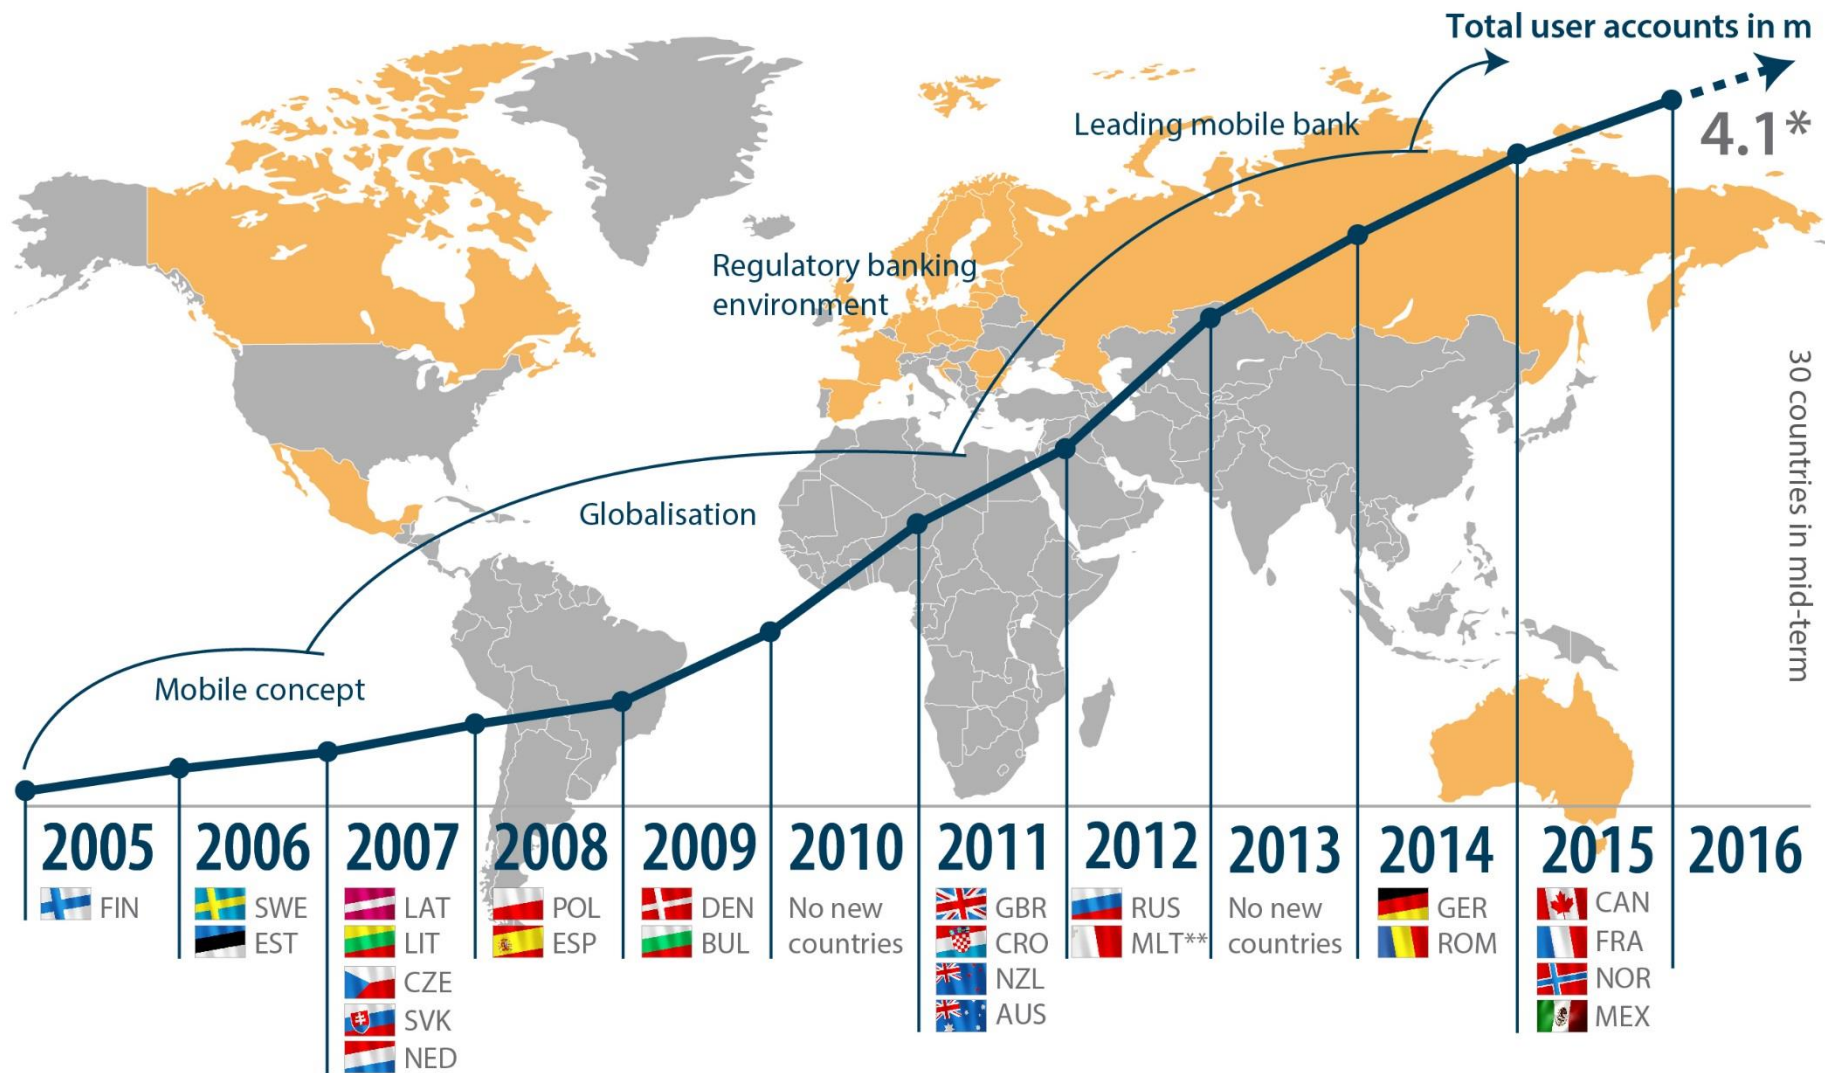 Total user accounts in m
4.1*
Leading mobile bank
Regulatory banking
environment
Globalisation
Mobile concept
30 countries in mid-term
2005
FIN
2006
SWE
EST
2007
LAT
LIT
CZE
SVK
NED
2008
POL
ESP
2009
DEN
BUL
2010
No new
countries
2011
GBR
CRO
NZL
AUS
2012
RUS
MLT**
2013
No new
countries
2014
GER
ROM
2015
CAN
FRA
NOR
MEX
2016